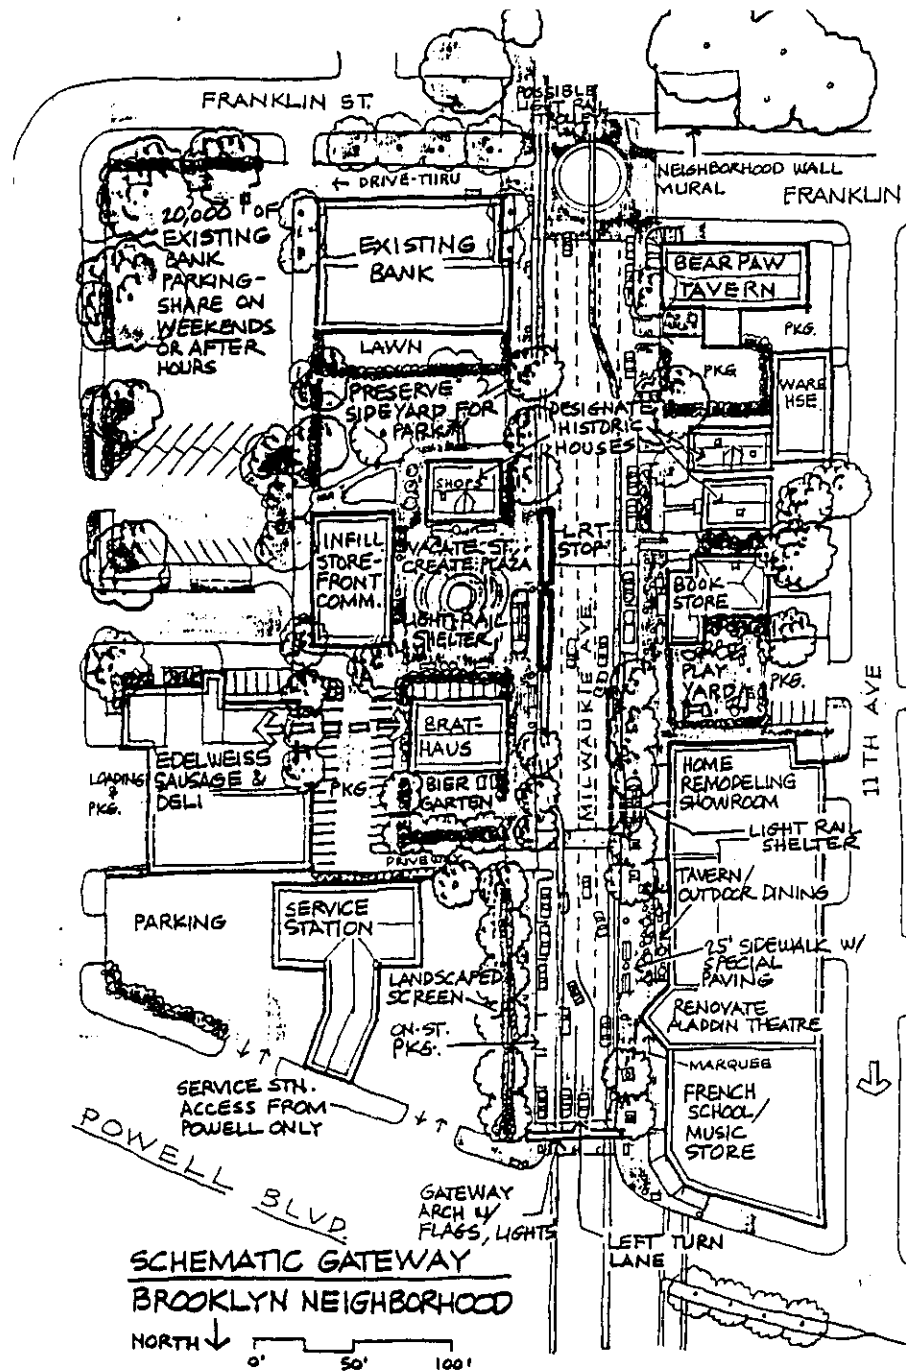 FRANKLIN ST.
POSSIBLE
LIGHT RAIL
TROLLEY
NEIGHBORHOOD WALL
MURAL
FRANKLIN
← DRIVE-THRU
20,000 OF
EXISTING
BANK
PARKING-
SHARE ON
WEEKENDS
OR AFTER
HOURS
EXISTING
BANK
LAWN
BEAR PAW
TAVERN
PKG.
PKG
WARE
HSE
PRESERVE
SIDEYARD FOR
PARK
DESIGNATE
HISTORIC
HOUSES
SHOPS
INFILL
STORE-
FRONT
COMM.
VACATE ST.
CREATE PLAZA
LIGHT RAIL
SHELTER
LRT
STOP
BOOK
STORE
PLAY
YARD
PKG.
11TH AVE
MILWAUKIE AVE
LOADING
& PKG.
EDELWEISS
SAUSAGE &
DELI
PKG
BRAT-
HAUS
BIER
GARTEN
DRIVEWAY
HOME
REMODELING
SHOWROOM
LIGHT RAIL
SHELTER
TAVERN/
OUTDOOR DINING
25' SIDEWALK W/
SPECIAL
PAVING
PARKING
SERVICE
STATION
LANDSCAPED
SCREEN
ON-ST.
PKG.
RENOVATE
ALADDIN THEATRE
MARQUEE
FRENCH
SCHOOL/
MUSIC
STORE
SERVICE STN.
ACCESS FROM
POWELL ONLY
POWELL BLVD.
GATEWAY
ARCH W/
FLAGS, LIGHTS
LEFT TURN
LANE
SCHEMATIC GATEWAY
BROOKLYN NEIGHBORHOOD
NORTH
0' 50' 100'